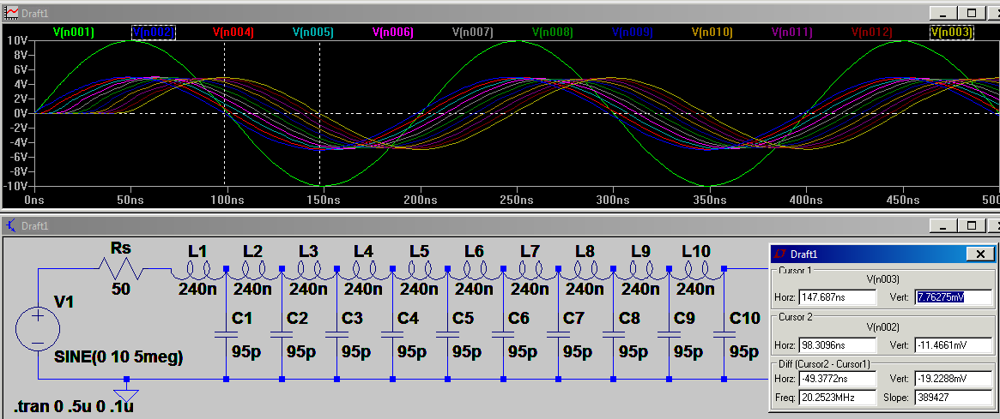 Draft1
V(n001) V(n002) V(n004) V(n005) V(n006) V(n007) V(n008) V(n009) V(n010) V(n011) V(n012) V(n003)
10V
8V
6V
4V
2V
0V
-2V
-4V
-6V
-8V
-10V
0ns 50ns 100ns 150ns 200ns 250ns 300ns 350ns 400ns 450ns 500
Draft1
Rs L1 L2 L3 L4 L5 L6 L7 L8 L9 L10
50 240n 240n 240n 240n 240n 240n 240n 240n 240n 240n
V1 C1 C2 C3 C4 C5 C6 C7 C8 C9 C10
95p 95p 95p 95p 95p 95p 95p 95p 95p 95p
SINE(0 10 5meg)
.tran 0 .5u 0 .1u
Draft1
Cursor 1
V(n003)
Horz: 147.687ns Vert: 7.76275mV
Cursor 2
V(n002)
Horz: 98.3096ns Vert: -11.4661mV
Diff (Cursor2 - Cursor1)
Horz: -49.3772ns Vert: -19.2288mV
Freq: 20.2523MHz Slope: 389427